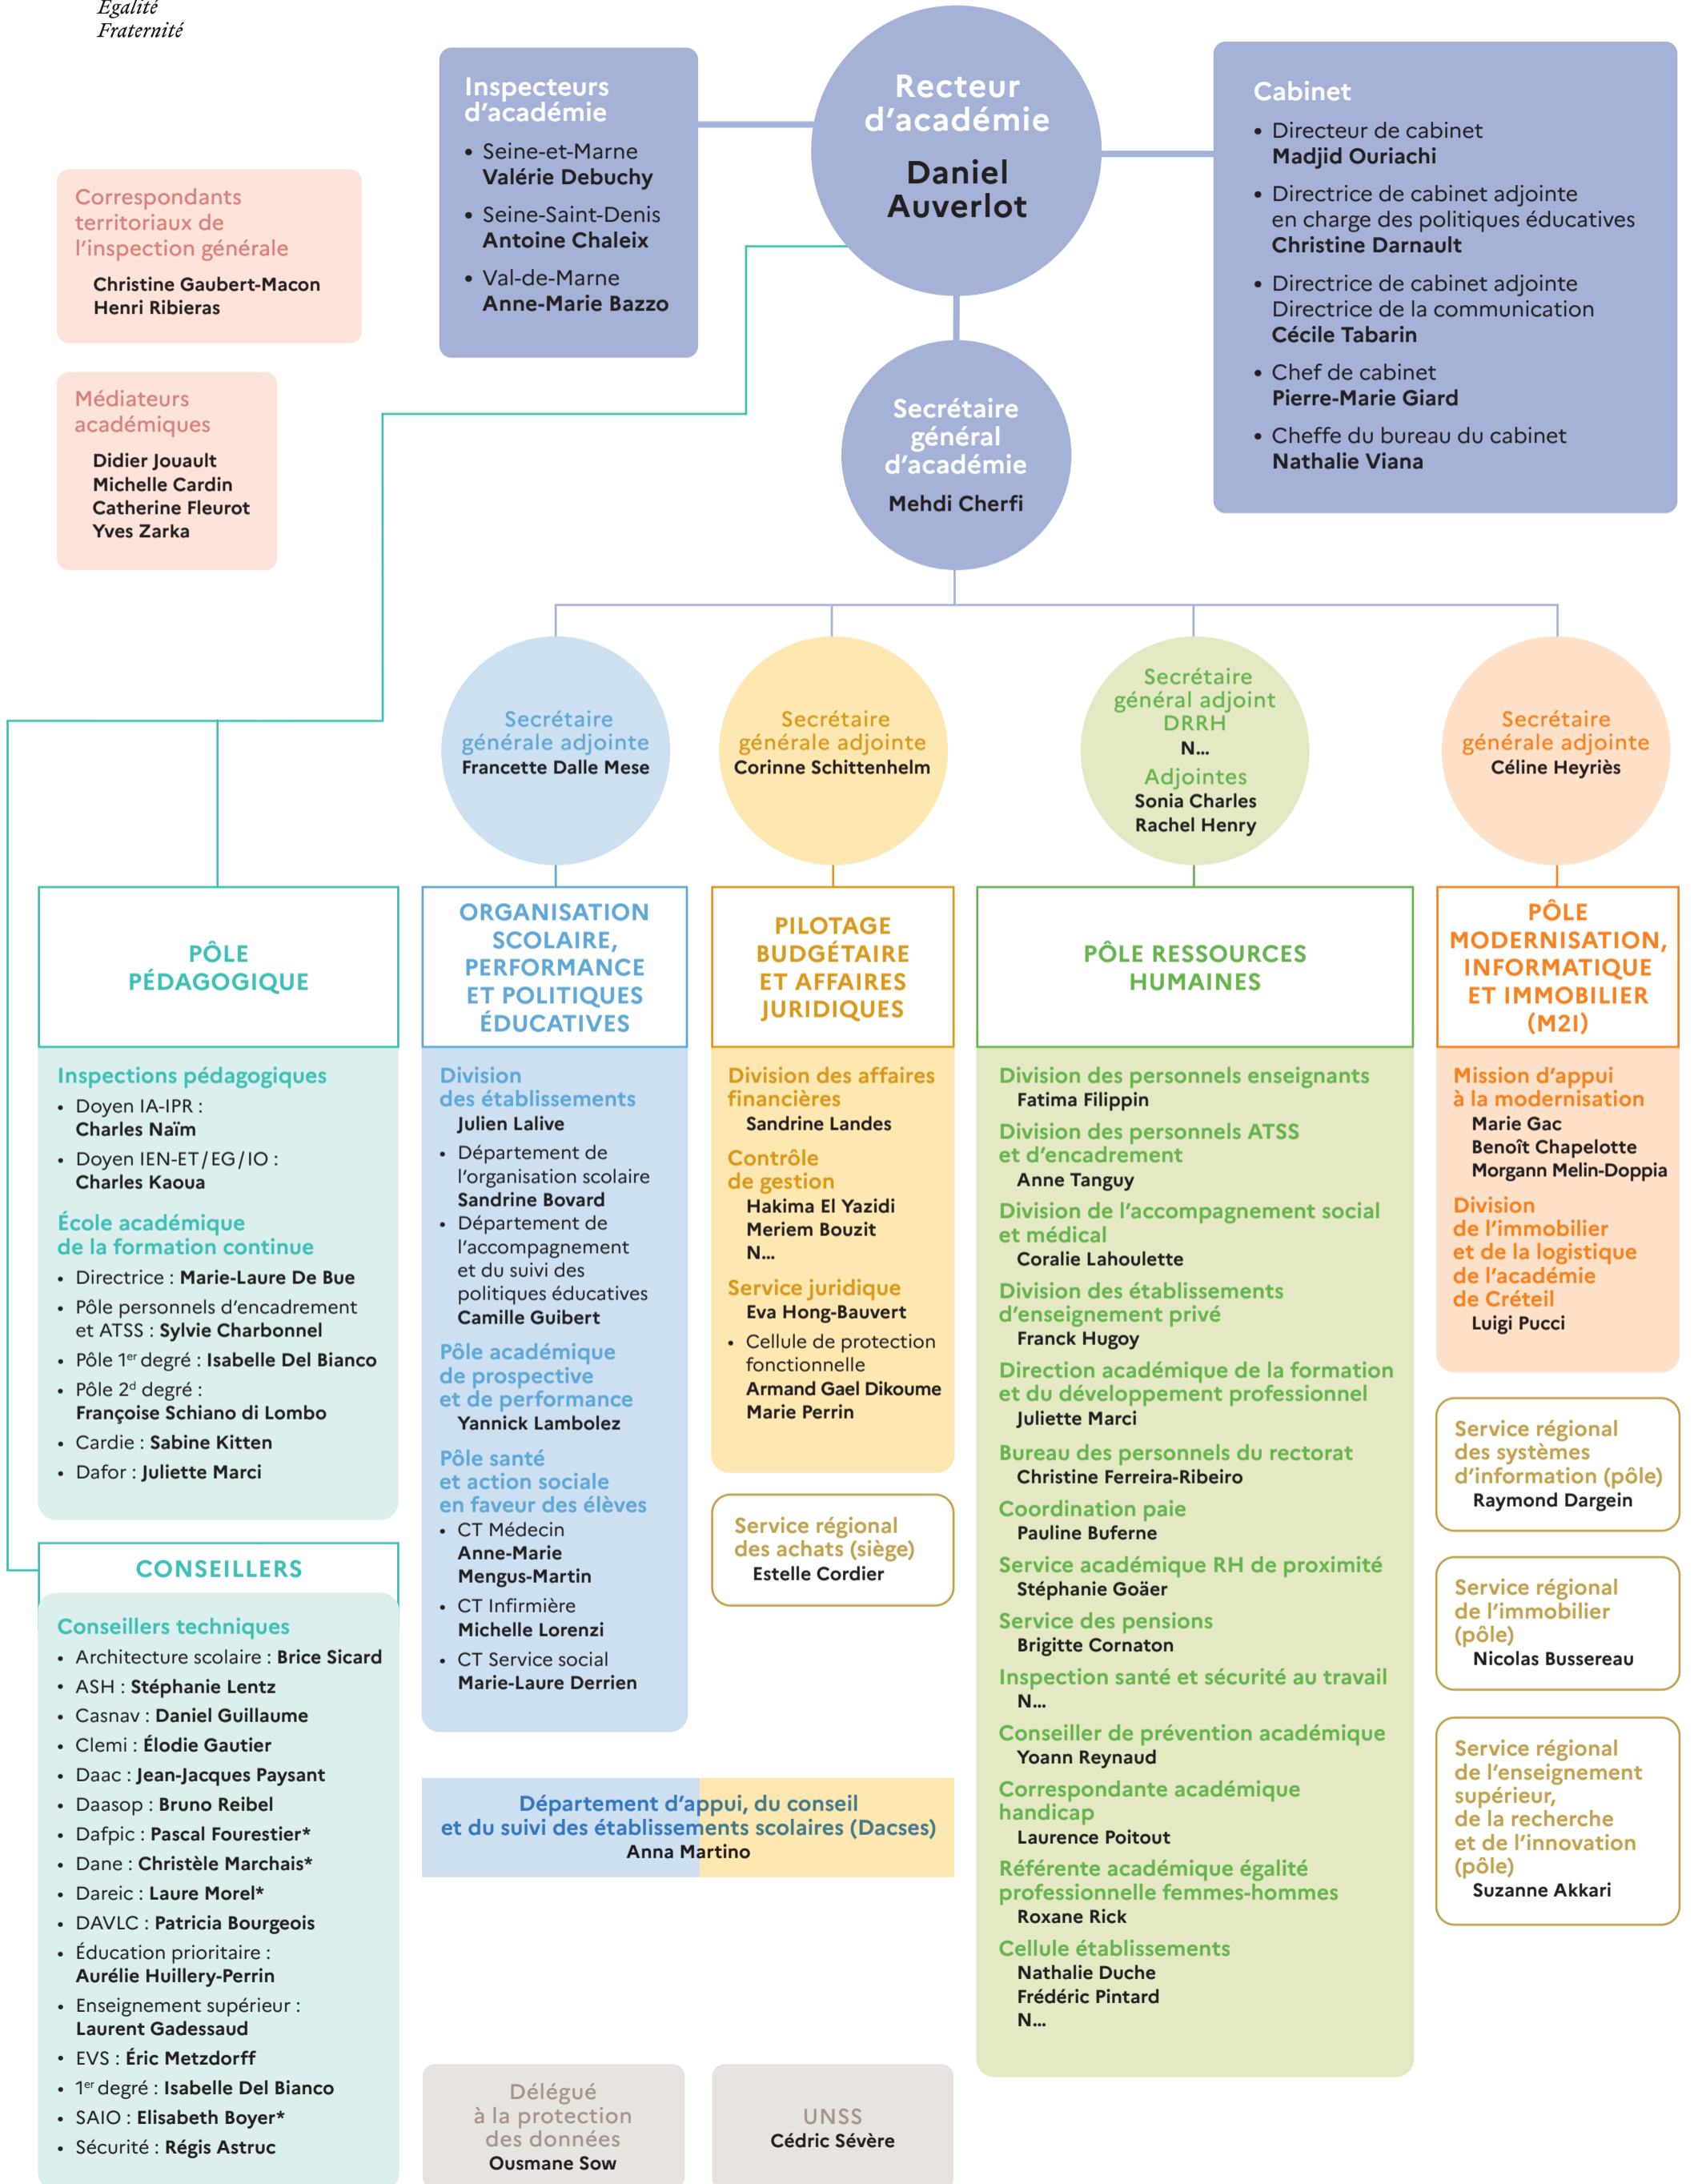 Égalité
Fraternité
Inspecteurs
d'académie
• Seine-et-Marne
Valérie Debuchy
• Seine-Saint-Denis
Antoine Chaleix
• Val-de-Marne
Anne-Marie Bazzo
Recteur
d'académie
Daniel
Auverlot
Cabinet
• Directeur de cabinet
Madjid Ouriachi
• Directrice de cabinet adjointe
en charge des politiques éducatives
Christine Darnault
• Directrice de cabinet adjointe
Directrice de la communication
Cécile Tabarin
• Chef de cabinet
Pierre-Marie Giard
• Cheffe du bureau du cabinet
Nathalie Viana
Correspondants
territoriaux de
l'inspection générale
Christine Gaubert-Macon
Henri Ribieras
Médiateurs
académiques
Didier Jouault
Michelle Cardin
Catherine Fleurot
Yves Zarka
Secrétaire
général
d'académie
Mehdi Cherfi
Secrétaire
générale adjointe
Francette Dalle Mese
Secrétaire
générale adjointe
Corinne Schittenhelm
Secrétaire
général adjoint
DRRH
N...
Adjointes
Sonia Charles
Rachel Henry
Secrétaire
générale adjointe
Céline Heyriès
PÔLE
PÉDAGOGIQUE
Inspections pédagogiques
• Doyen IA-IPR :
Charles Naïm
• Doyen IEN-ET/EG/IO :
Charles Kaoua
École académique
de la formation continue
• Directrice : Marie-Laure De Bue
• Pôle personnels d'encadrement
et ATSS : Sylvie Charbonnel
• Pôle 1er degré : Isabelle Del Bianco
• Pôle 2d degré :
Françoise Schiano di Lombo
• Cardie : Sabine Kitten
• Dafor : Juliette Marci
CONSEILLERS
Conseillers techniques
• Architecture scolaire : Brice Sicard
• ASH : Stéphanie Lentz
• Casnav : Daniel Guillaume
• Clemi : Élodie Gautier
• Daac : Jean-Jacques Paysant
• Daasop : Bruno Reibel
• Dafpic : Pascal Fourestier*
• Dane : Christèle Marchais*
• Dareic : Laure Morel*
• DAVLC : Patricia Bourgeois
• Éducation prioritaire :
Aurélie Huillery-Perrin
• Enseignement supérieur :
Laurent Gadessaud
• EVS : Éric Metzdorff
• 1er degré : Isabelle Del Bianco
• SAIO : Elisabeth Boyer*
• Sécurité : Régis Astruc
ORGANISATION
SCOLAIRE,
PERFORMANCE
ET POLITIQUES
ÉDUCATIVES
Division
des établissements
Julien Lalive
• Département de
l'organisation scolaire
Sandrine Bovard
• Département de
l'accompagnement
et du suivi des
politiques éducatives
Camille Guibert
Pôle académique
de prospective
et de performance
Yannick Lambolez
Pôle santé
et action sociale
en faveur des élèves
• CT Médecin
Anne-Marie
Mengus-Martin
• CT Infirmière
Michelle Lorenzi
• CT Service social
Marie-Laure Derrien
PILOTAGE
BUDGÉTAIRE
ET AFFAIRES
JURIDIQUES
Division des affaires
financières
Sandrine Landes
Contrôle
de gestion
Hakima El Yazidi
Meriem Bouzit
N...
Service juridique
Eva Hong-Bauvert
• Cellule de protection
fonctionnelle
Armand Gael Dikoume
Marie Perrin
Service régional
des achats (siège)
Estelle Cordier
Département d'appui, du conseil
et du suivi des établissements scolaires (Dacses)
Anna Martino
Délégué
à la protection
des données
Ousmane Sow
UNSS
Cédric Sévère
PÔLE RESSOURCES
HUMAINES
Division des personnels enseignants
Fatima Filippin
Division des personnels ATSS
et d'encadrement
Anne Tanguy
Division de l'accompagnement social
et médical
Coralie Lahoulette
Division des établissements
d'enseignement privé
Franck Hugoy
Direction académique de la formation
et du développement professionnel
Juliette Marci
Bureau des personnels du rectorat
Christine Ferreira-Ribeiro
Coordination paie
Pauline Buferne
Service académique RH de proximité
Stéphanie Goäer
Service des pensions
Brigitte Cornaton
Inspection santé et sécurité au travail
N...
Conseiller de prévention académique
Yoann Reynaud
Correspondante académique
handicap
Laurence Poitout
Référente académique égalité
professionnelle femmes-hommes
Roxane Rick
Cellule établissements
Nathalie Duche
Frédéric Pintard
N...
PÔLE
MODERNISATION,
INFORMATIQUE
ET IMMOBILIER
(M2I)
Mission d'appui
à la modernisation
Marie Gac
Benoît Chapelotte
Morgann Melin-Doppia
Division
de l'immobilier
et de la logistique
de l'académie
de Créteil
Luigi Pucci
Service régional
des systèmes
d'information (pôle)
Raymond Dargein
Service régional
de l'immobilier
(pôle)
Nicolas Bussereau
Service régional
de l'enseignement
supérieur,
de la recherche
et de l'innovation
(pôle)
Suzanne Akkari